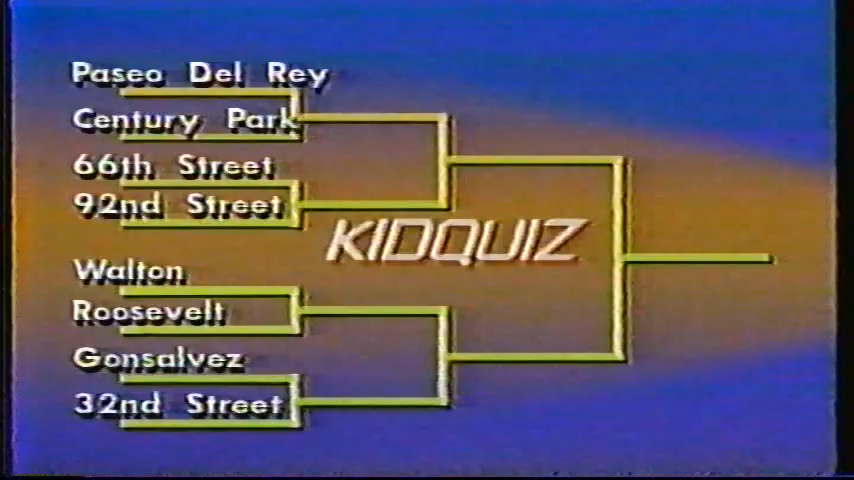 Paseo Del Rey
Century Park
66th Street
92nd Street
KIDQUIZ
Walton
Roosevelt
Gonsalvez
32nd Street